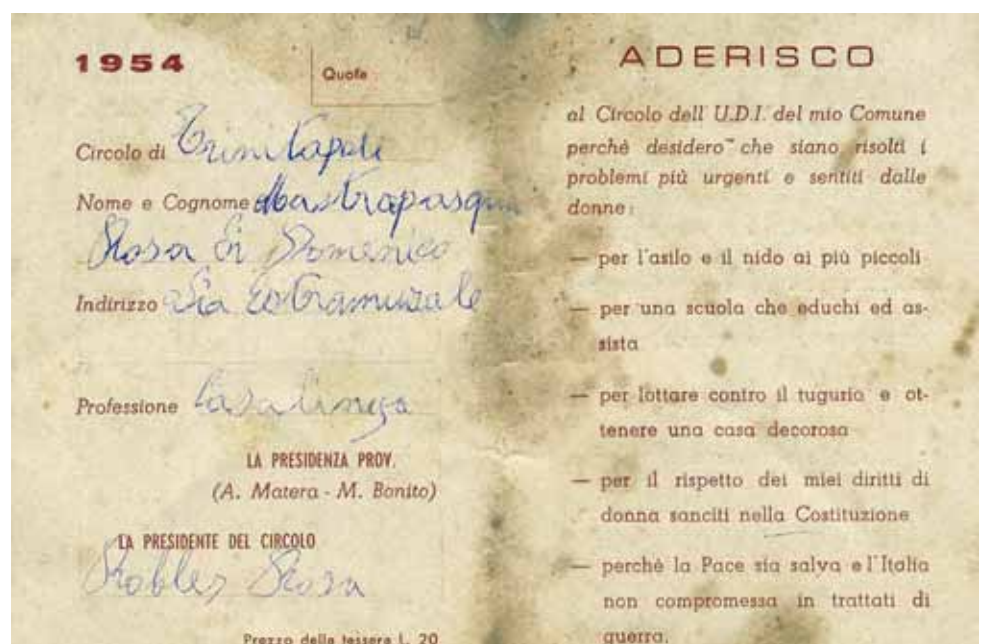 1954
Quota
Circolo di Trinitapoli
Nome e Cognome Mastrapasqua
Rosa di Domenico
Indirizzo Via Extramurale
Professione Casalinga
LA PRESIDENZA PROV.
(A. Matera - M. Bonito)
LA PRESIDENTE DEL CIRCOLO
Robles Rosa
Prezzo della tessera L. 20
ADERISCO
al Circolo dell' U.D.I. del mio Comune
perchè desidero che siano risolti i
problemi più urgenti e sentiti dalle
donne:
— per l'asilo e il nido ai più piccoli
— per una scuola che educhi ed as-
sista
— per lottare contro il tugurio e ot-
tenere una casa decorosa
— per il rispetto dei miei diritti di
donna sanciti nella Costituzione
— perchè la Pace sia salva e l'Italia
non compromessa in trattati di
guerra.